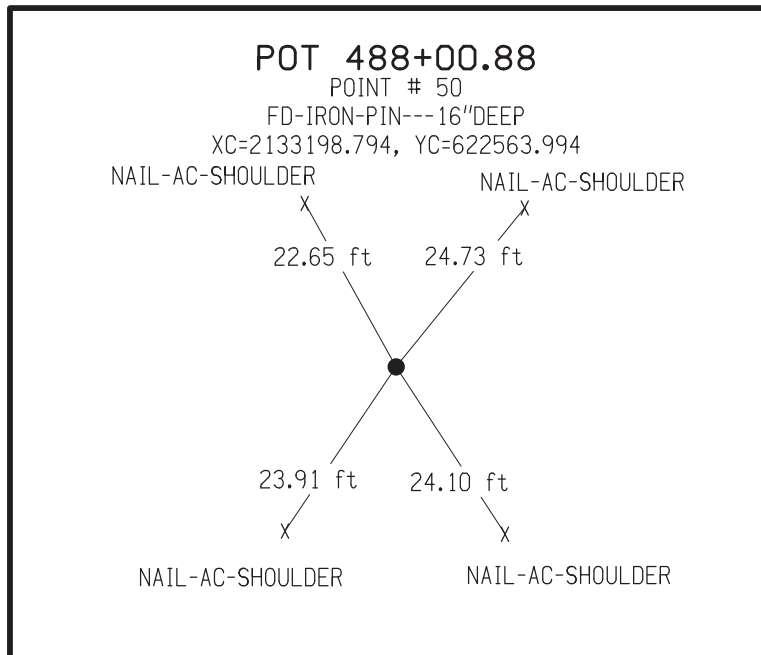 POT 488+00.88
POINT # 50
FD-IRON-PIN---16"DEEP
XC=2133198.794, YC=622563.994
NAIL-AC-SHOULDER NAIL-AC-SHOULDER
X X
22.65 ft 24.73 ft
23.91 ft 24.10 ft
X X
NAIL-AC-SHOULDER NAIL-AC-SHOULDER